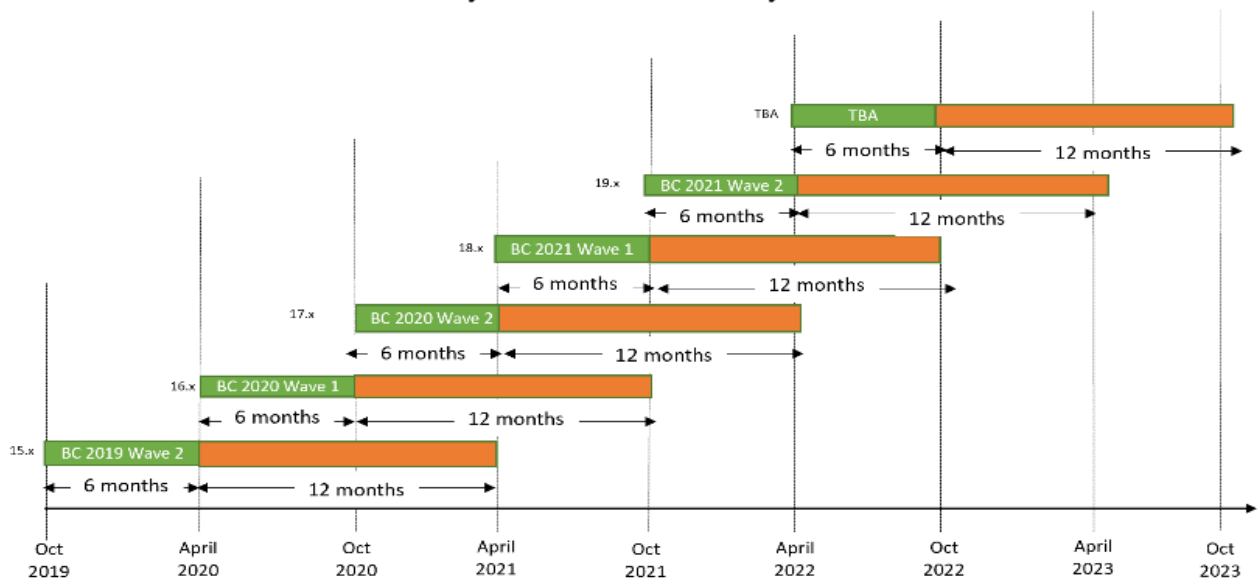 TBA
TBA
6 months
12 months
19.x
BC 2021 Wave 2
6 months
12 months
18.x
BC 2021 Wave 1
6 months
12 months
17.x
BC 2020 Wave 2
6 months
12 months
16.x
BC 2020 Wave 1
6 months
12 months
15.x
BC 2019 Wave 2
6 months
12 months
Oct
2019
April
2020
Oct
2020
April
2021
Oct
2021
April
2022
Oct
2022
April
2023
Oct
2023